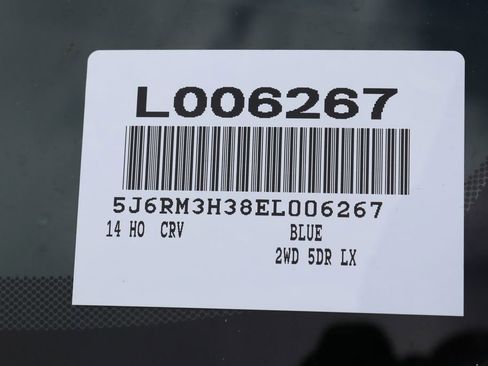 L006267
5J6RM3H38EL006267
14 HO CRV BLUE
2WD 5DR LX